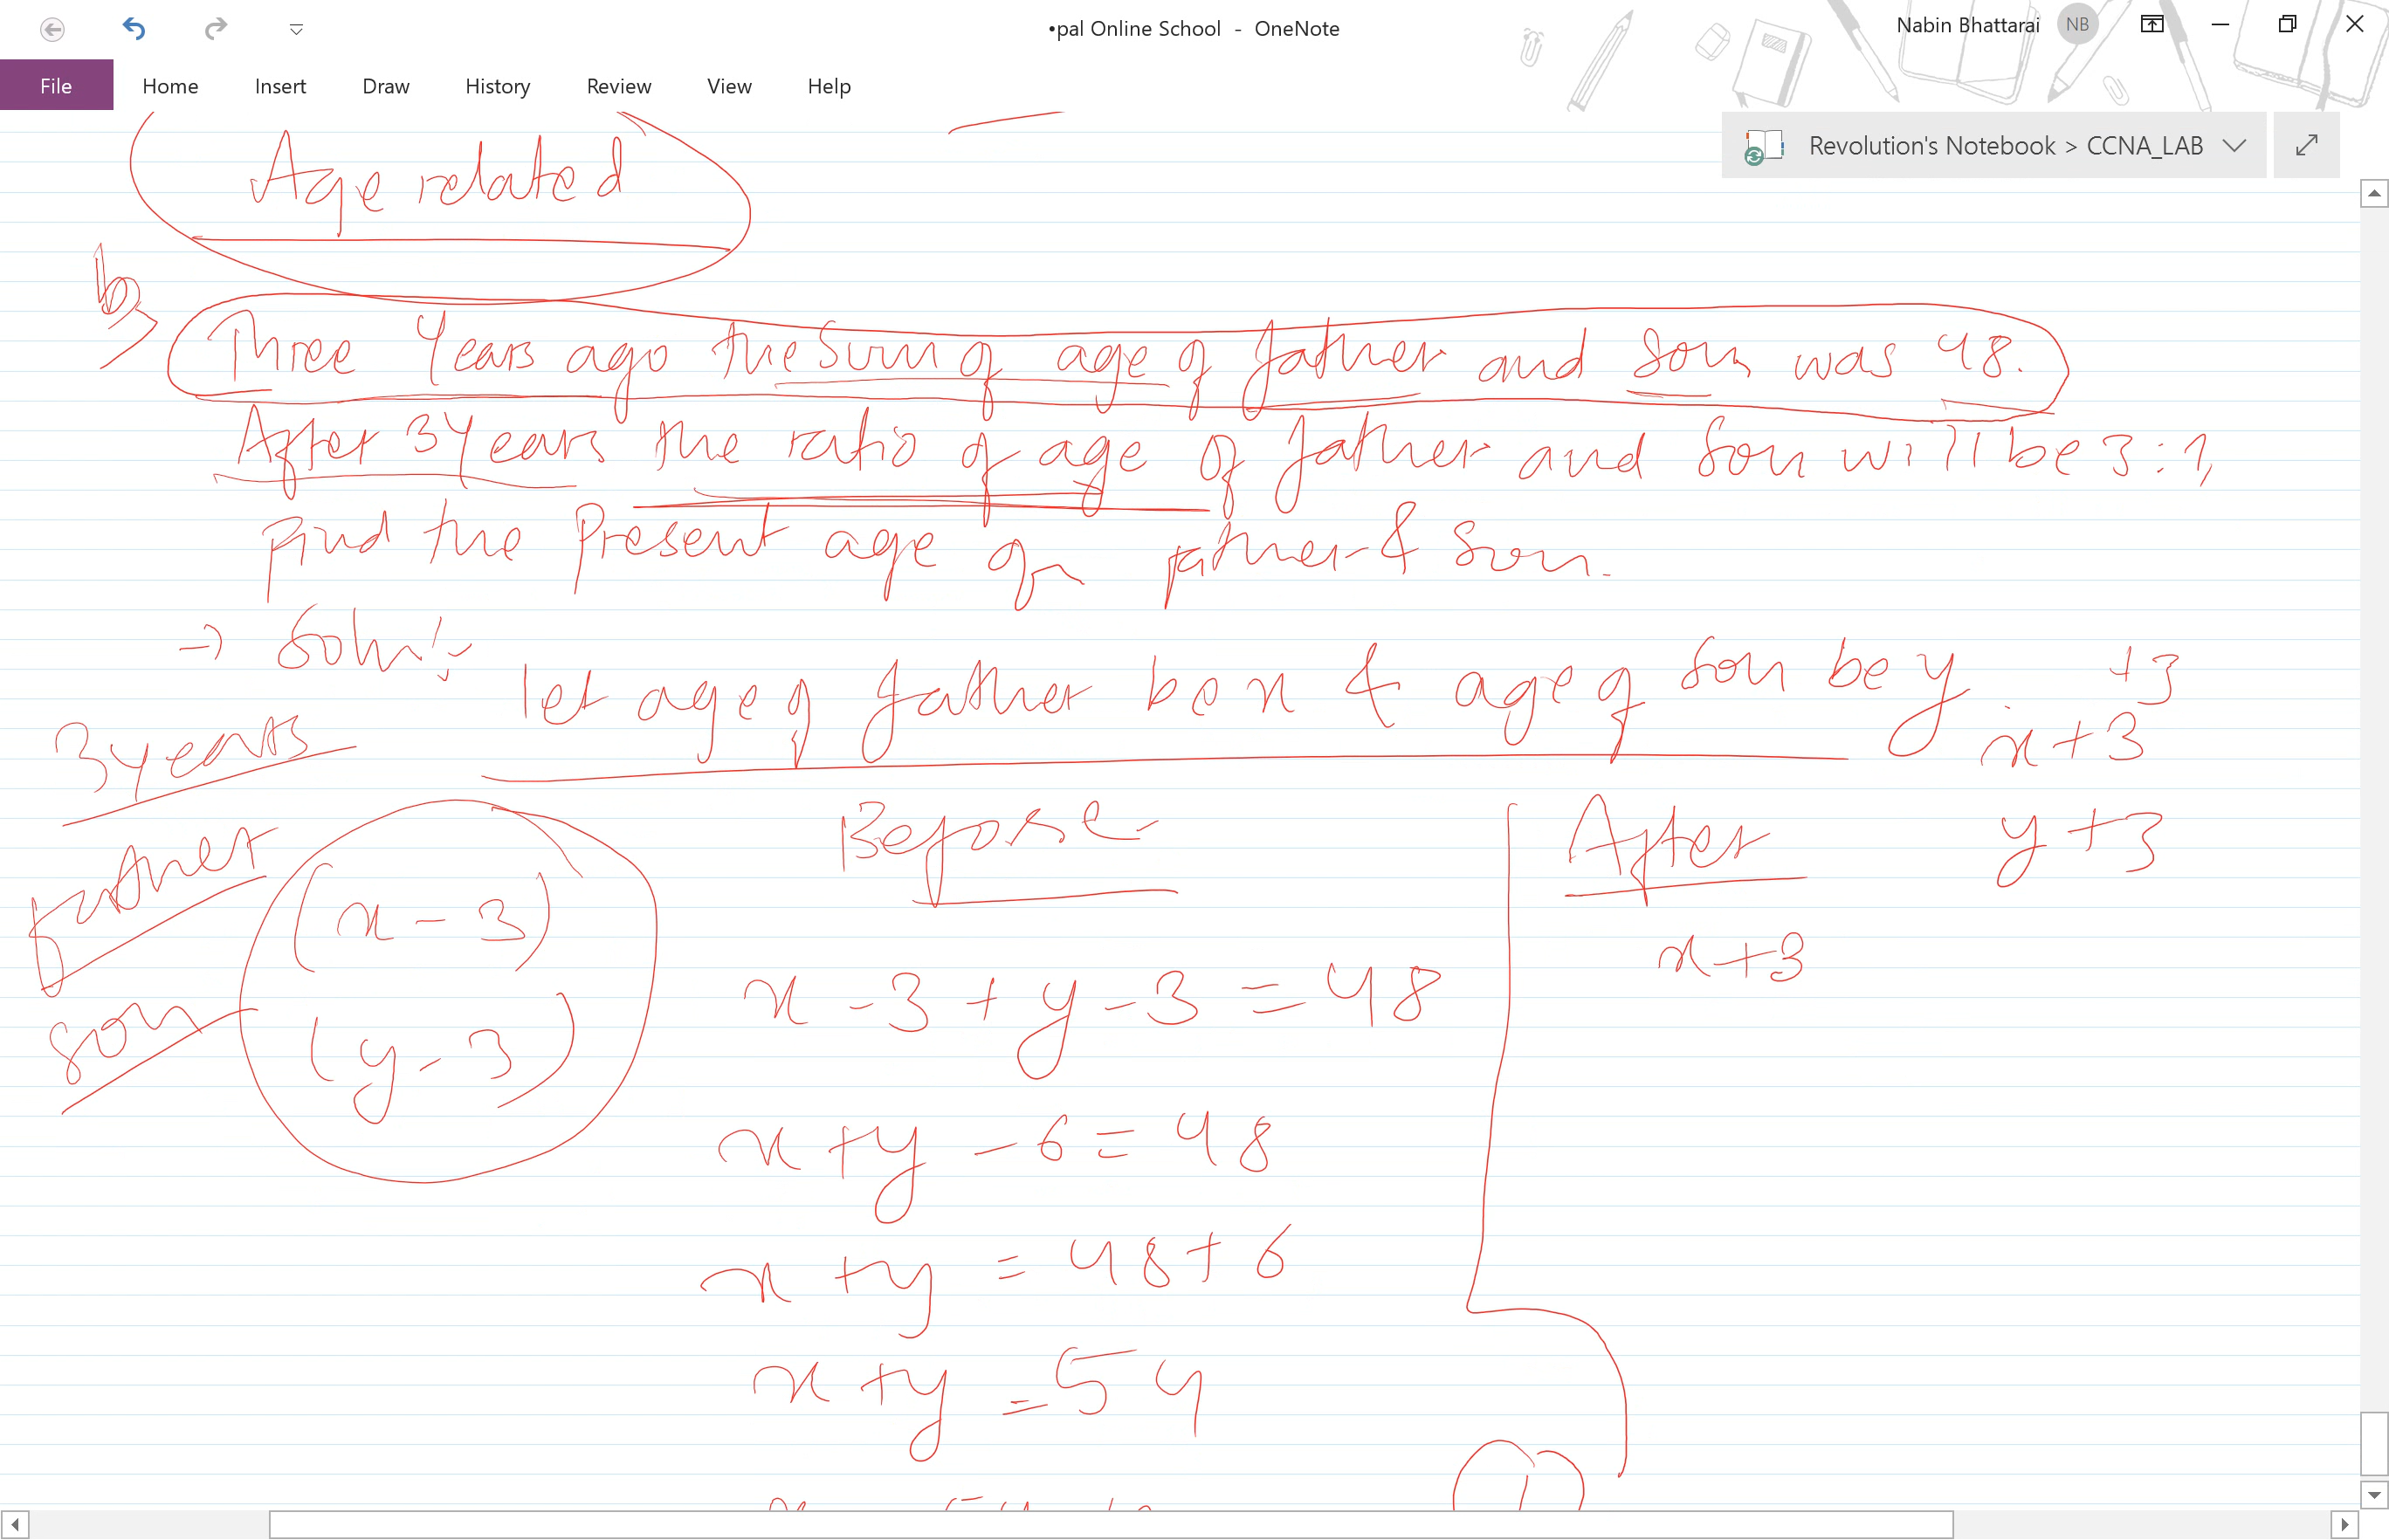 •pal Online School - OneNote
Nabin Bhattarai NB
File Home Insert Draw History Review View Help
Revolution's Notebook > CCNA_LAB
Age related
b,
Three Years ago the Sum of age of father and Son was 48.
After 3 Years the ratio of age of father and Son will be 3:1,
Find the Present age of father & Son.
→ Soln:-
let age of father be x & age of son be y
+3
x+3
y+3
3 years
father (x-3)
son (y-3)
Before
x-3+y-3=48
x+y-6=48
x+y=48+6
x+y=54
After
x+3